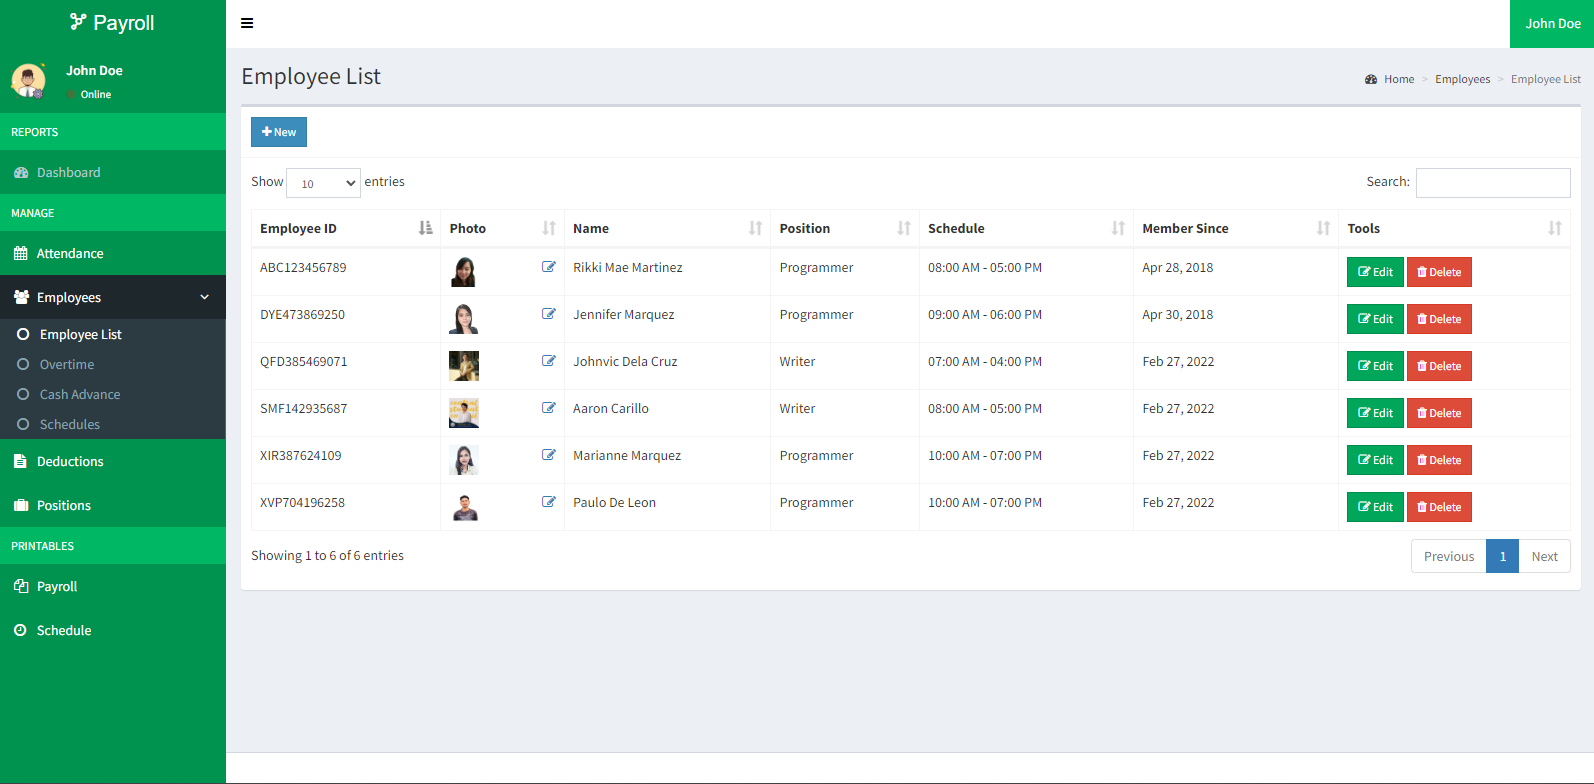 Payroll
John Doe
John Doe
Online
REPORTS
Dashboard
MANAGE
Attendance
Employees
Employee List
Overtime
Cash Advance
Schedules
Deductions
Positions
PRINTABLES
Payroll
Schedule
Employee List
Home > Employees > Employee List
New
Show 10 entries
Search:
Employee ID Photo Name Position Schedule Member Since Tools
ABC123456789 Rikki Mae Martinez Programmer 08:00 AM - 05:00 PM Apr 28, 2018 Edit Delete
DYE473869250 Jennifer Marquez Programmer 09:00 AM - 06:00 PM Apr 30, 2018 Edit Delete
QFD385469071 Johnvic Dela Cruz Writer 07:00 AM - 04:00 PM Feb 27, 2022 Edit Delete
SMF142935687 Aaron Carillo Writer 08:00 AM - 05:00 PM Feb 27, 2022 Edit Delete
XIR387624109 Marianne Marquez Programmer 10:00 AM - 07:00 PM Feb 27, 2022 Edit Delete
XVP704196258 Paulo De Leon Programmer 10:00 AM - 07:00 PM Feb 27, 2022 Edit Delete
Showing 1 to 6 of 6 entries
Previous 1 Next